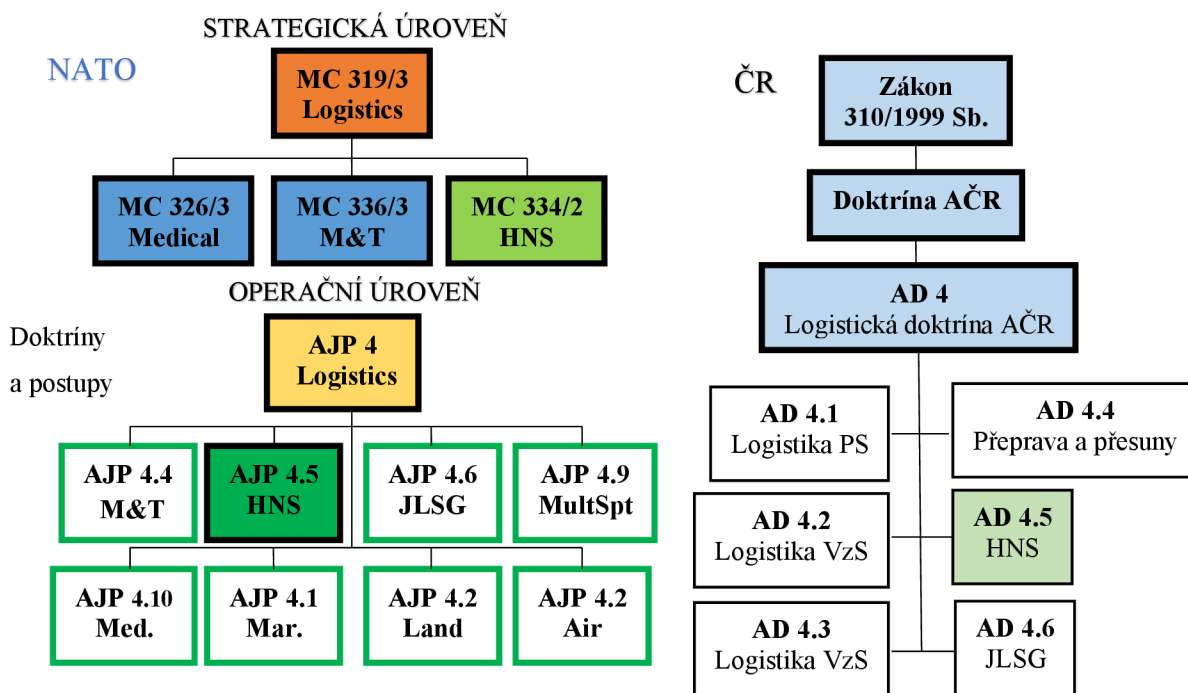 STRATEGICKÁ ÚROVEŇ
NATO
MC 319/3
Logistics
MC 326/3
Medical
MC 336/3
M&T
MC 334/2
HNS
OPERAČNÍ ÚROVEŇ
Doktríny
a postupy
AJP 4
Logistics
AJP 4.4
M&T
AJP 4.5
HNS
AJP 4.6
JLSG
AJP 4.9
MultSpt
AJP 4.10
Med.
AJP 4.1
Mar.
AJP 4.2
Land
AJP 4.2
Air
ČR
Zákon
310/1999 Sb.
Doktrína AČR
AD 4
Logistická doktrína AČR
AD 4.1
Logistika PS
AD 4.4
Přeprava a přesuny
AD 4.2
Logistika VzS
AD 4.5
HNS
AD 4.3
Logistika VzS
AD 4.6
JLSG